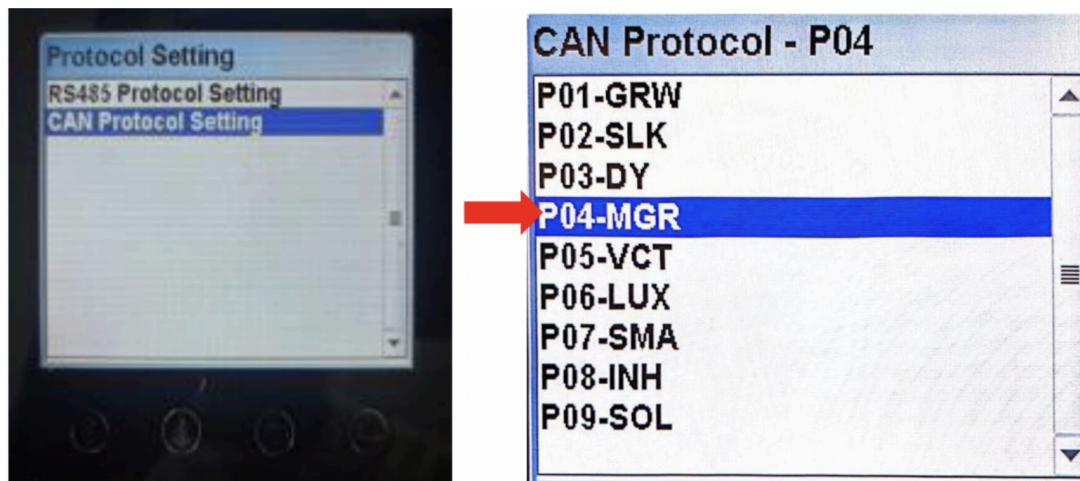 Protocol Setting
RS485 Protocol Setting
CAN Protocol Setting
CAN Protocol - P04
P01-GRW
P02-SLK
P03-DY
P04-MGR
P05-VCT
P06-LUX
P07-SMA
P08-INH
P09-SOL